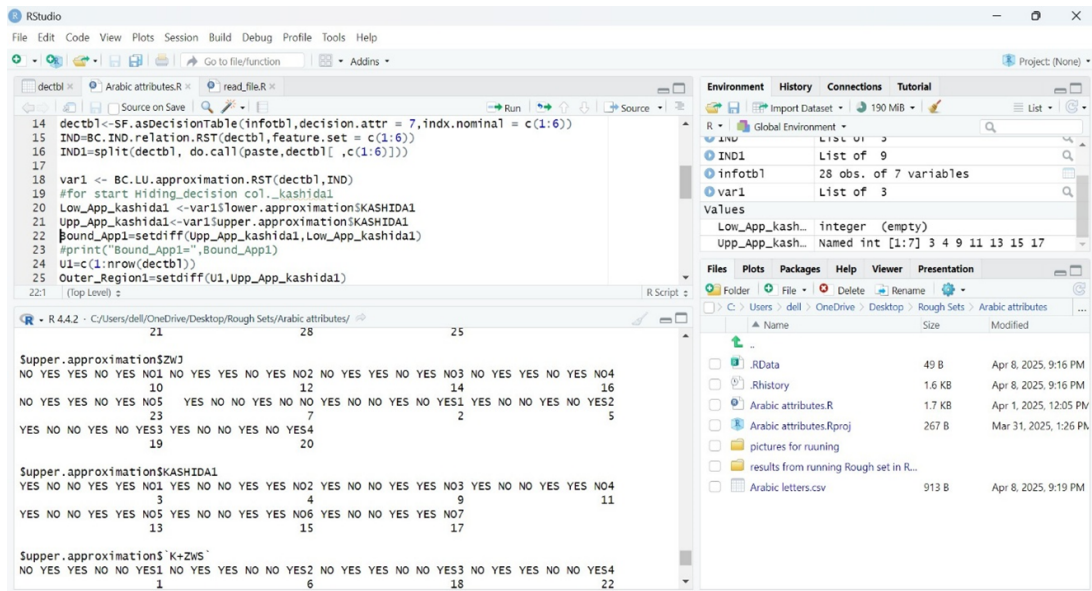 RStudio
File Edit Code View Plots Session Build Debug Profile Tools Help
Go to file/function
Addins
Project: (None)
dectbl
Arabic attributes.R
read_file.R
Source on Save
Run
Source
14 dectbl<-SF.asDecisionTable(infotbl,decision.attr = 7,indx.nominal = c(1:6))
15 IND=BC.IND.relation.RST(dectbl,feature.set = c(1:6))
16 IND1=split(dectbl, do.call(paste,dectbl[ ,c(1:6)]))
17
18 var1 <- BC.LU.approximation.RST(dectbl,IND)
19 #for start Hiding_decision col._kashida1
20 Low_App_kashida1 <-var1$lower.approximation$KASHIDA1
21 Upp_App_kashida1<-var1$upper.approximation$KASHIDA1
22 Bound_App1=setdiff(Upp_App_kashida1,Low_App_kashida1)
23 #print("Bound_App1=",Bound_App1)
24 U1=c(1:nrow(dectbl))
25 Outer_Region1=setdiff(U1,Upp_App_kashida1)
22:1 (Top Level) R Script
R 4.4.2 · C:/Users/dell/OneDrive/Desktop/Rough Sets/Arabic attributes/
21 28 25
$upper.approximation$ZWJ
NO YES YES NO YES NO1 NO YES YES NO YES NO2 NO YES YES NO YES NO3 NO YES YES NO YES NO4
10 12 14 16
NO YES YES NO YES NO5 YES NO YES NO NO NO YES NO YES YES1 YES NO NO YES NO YES2
23 7 2 5
YES NO NO YES NO YES3 YES NO NO YES NO YES4
19 20
$upper.approximation$KASHIDA1
YES NO YES NO YES NO1 YES NO YES NO YES NO2 YES NO YES NO YES NO3 YES NO NO YES YES NO4
3 4 9 11
YES NO NO YES YES NO5 YES NO NO YES YES NO6 YES NO NO YES YES NO7
13 15 17
$upper.approximation$`K+ZWS`
NO YES YES NO NO YES1 NO YES YES NO NO YES2 NO YES YES NO NO YES3 NO YES YES NO NO YES4
1 6 18 22
Environment History Connections Tutorial
Import Dataset
190 MiB
List
R
Global Environment
IND List of 3
IND1 List of 9
infotbl 28 obs. of 7 variables
var1 List of 3
Values
Low_App_kash… integer (empty)
Upp_App_kash… Named int [1:7] 3 4 9 11 13 15 17
Files Plots Packages Help Viewer Presentation
Folder File Delete Rename
C: > Users > dell > OneDrive > Desktop > Rough Sets > Arabic attributes
Name Size Modified
..
.RData 49 B Apr 8, 2025, 9:16 PM
.Rhistory 1.6 KB Apr 8, 2025, 9:16 PM
Arabic attributes.R 1.7 KB Apr 1, 2025, 12:05 PM
Arabic attributes.Rproj 267 B Mar 31, 2025, 1:26 PM
pictures for ruuning
results from running Rough set in R...
Arabic letters.csv 913 B Apr 8, 2025, 9:19 PM